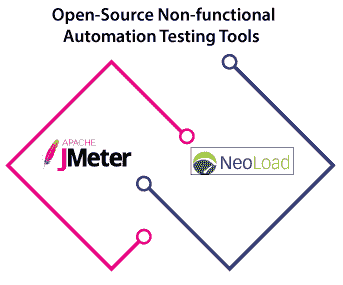 Open-Source Non-functional
Automation Testing Tools
APACHE
JMeter
NeoLoad